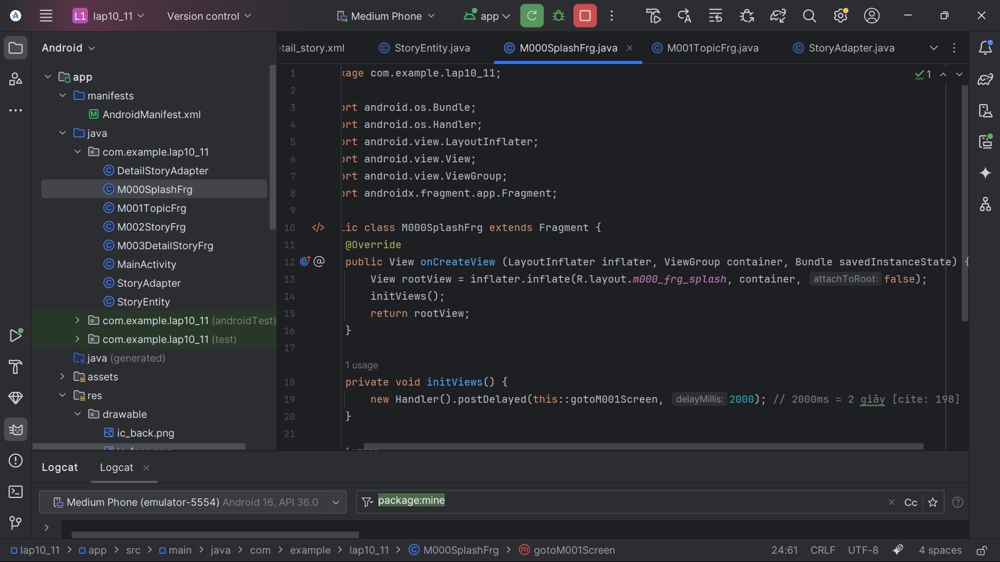 L1 lap10_11 Version control Medium Phone app
Android
app
manifests
AndroidManifest.xml
java
com.example.lap10_11
DetailStoryAdapter
M000SplashFrg
M001TopicFrg
M002StoryFrg
M003DetailStoryFrg
MainActivity
StoryAdapter
StoryEntity
com.example.lap10_11 (androidTest)
com.example.lap10_11 (test)
java (generated)
assets
res
drawable
ic_back.png
tail_story.xml StoryEntity.java M000SplashFrg.java M001TopicFrg.java StoryAdapter.java
1 kage com.example.lap10_11; 1
2
3 ort android.os.Bundle;
4 ort android.os.Handler;
5 ort android.view.LayoutInflater;
6 ort android.view.View;
7 ort android.view.ViewGroup;
8 ort androidx.fragment.app.Fragment;
9
10 lic class M000SplashFrg extends Fragment {
11 @Override
12 public View onCreateView (LayoutInflater inflater, ViewGroup container, Bundle savedInstanceState) {
13 View rootView = inflater.inflate(R.layout.m000_frg_splash, container, attachToRoot: false);
14 initViews();
15 return rootView;
16 }
17
1 usage
18 private void initViews() {
19 new Handler().postDelayed(this::gotoM001Screen, delayMillis: 2000); // 2000ms = 2 giây [cite: 198]
20 }
21
Logcat Logcat
Medium Phone (emulator-5554) Android 16, API 36.0 package:mine Cc
lap10_11 > app > src > main > java > com > example > lap10_11 > M000SplashFrg > gotoM001Screen 24:61 CRLF UTF-8 4 spaces